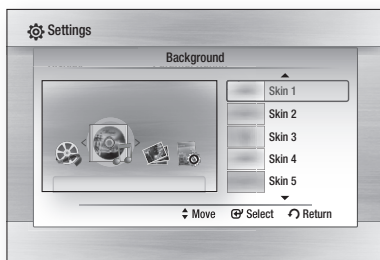 Settings
Background
Skin 1
Skin 2
Skin 3
Skin 4
Skin 5
Move Select Return